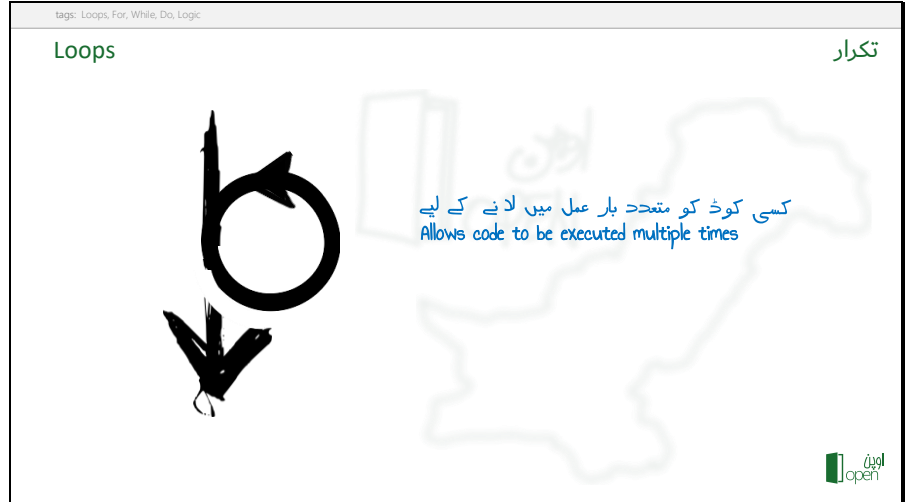 tags: Loops, For, While, Do, Logic
Loops
تکرار
کسی کوڈ کو متعدد بار عمل میں لانے کے لیے
Allows code to be executed multiple times
اوپن
open